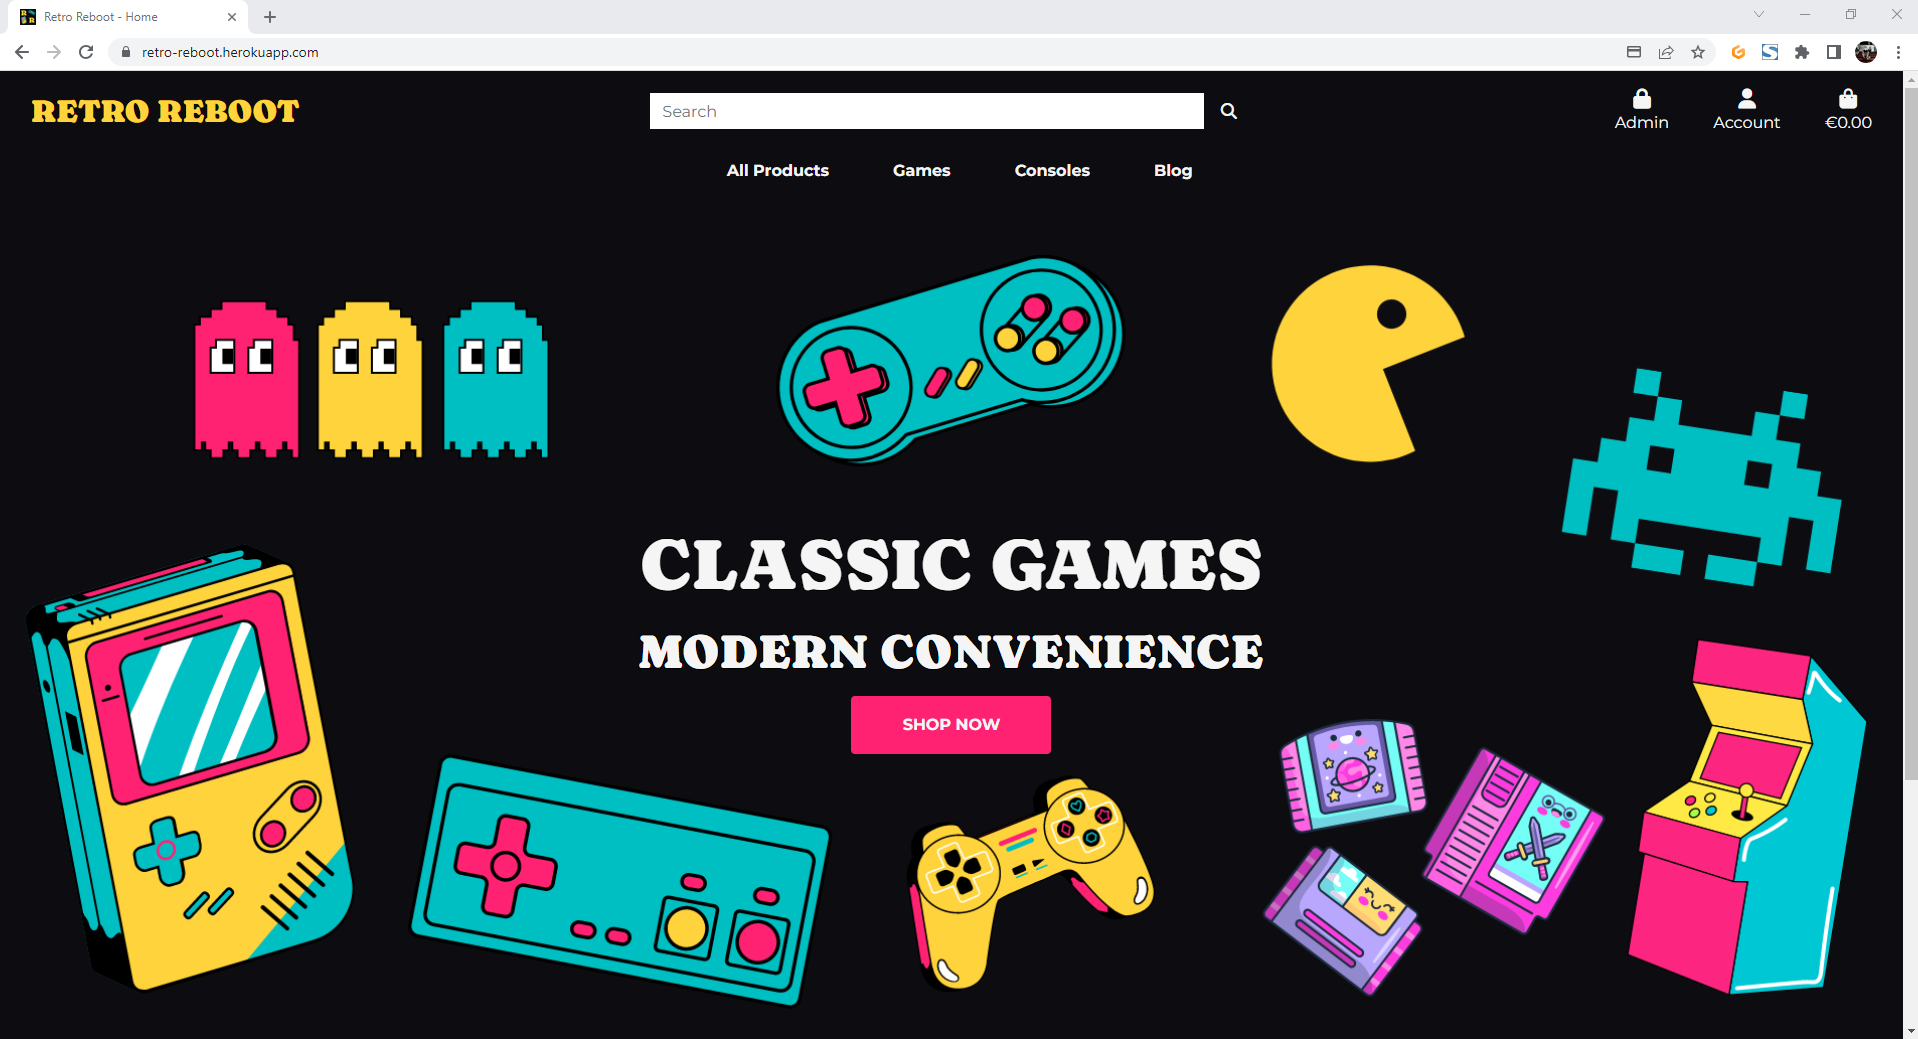 Retro Reboot - Home
retro-reboot.herokuapp.com
RETRO REBOOT
Search
Admin
Account
€0.00
All Products
Games
Consoles
Blog
CLASSIC GAMES
MODERN CONVENIENCE
SHOP NOW